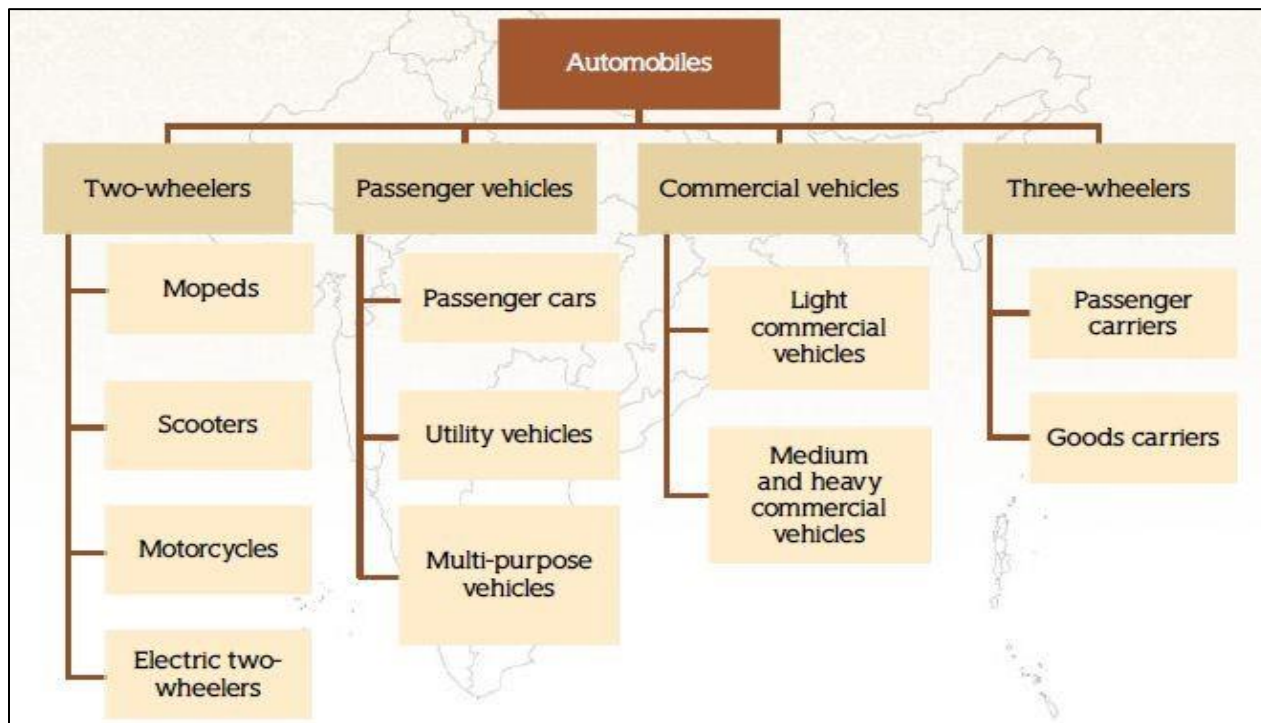 Automobiles
Two-wheelers
Passenger vehicles
Commercial vehicles
Three-wheelers
Mopeds
Scooters
Motorcycles
Electric two-
wheelers
Passenger cars
Utility vehicles
Multi-purpose
vehicles
Light
commercial
vehicles
Medium
and heavy
commercial
vehicles
Passenger
carriers
Goods carriers